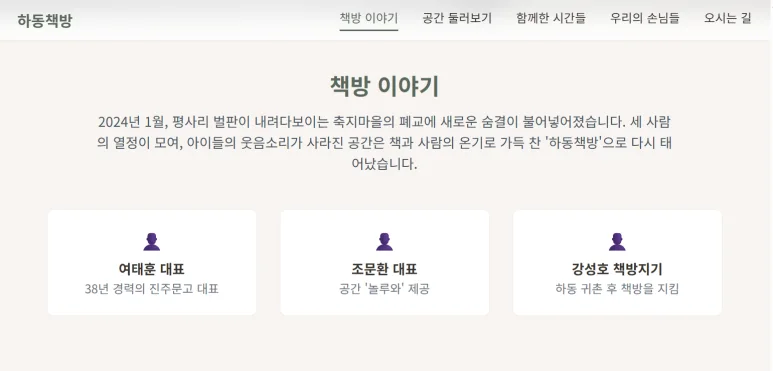 하동책방
책방 이야기 공간 둘러보기 함께한 시간들 우리의 손님들 오시는 길
책방 이야기
2024년 1월, 평사리 벌판이 내려다보이는 축지마을의 폐교에 새로운 숨결이 불어넣어졌습니다. 세 사람
의 열정이 모여, 아이들의 웃음소리가 사라진 공간은 책과 사람의 온기로 가득 찬 '하동책방'으로 다시 태
어났습니다.
여태훈 대표
38년 경력의 진주문고 대표
조문환 대표
공간 '놀루와' 제공
강성호 책방지기
하동 귀촌 후 책방을 지킴